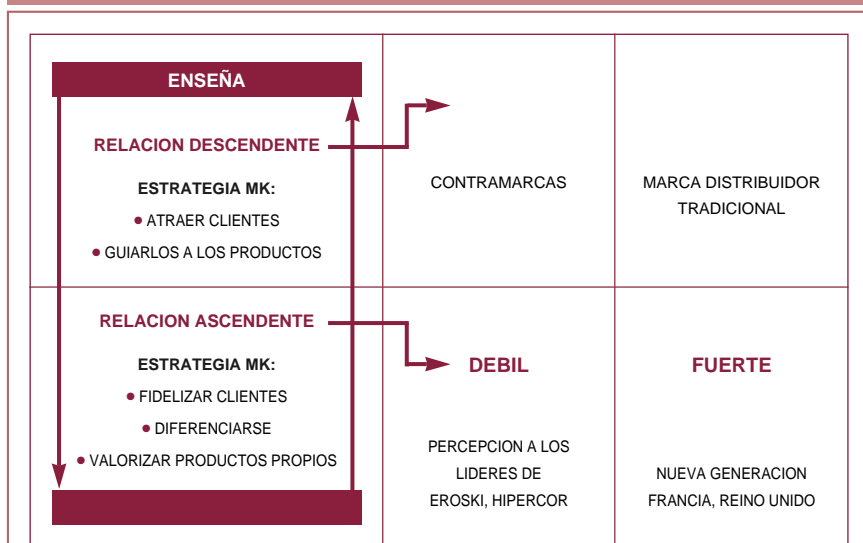 ENSEÑA
RELACION DESCENDENTE
ESTRATEGIA MK:
● ATRAER CLIENTES
● GUIARLOS A LOS PRODUCTOS
CONTRAMARCAS
MARCA DISTRIBUIDOR
TRADICIONAL
RELACION ASCENDENTE
ESTRATEGIA MK:
● FIDELIZAR CLIENTES
● DIFERENCIARSE
● VALORIZAR PRODUCTOS PROPIOS
DEBIL
PERCEPCION A LOS
LIDERES DE
EROSKI, HIPERCOR
FUERTE
NUEVA GENERACION
FRANCIA, REINO UNIDO